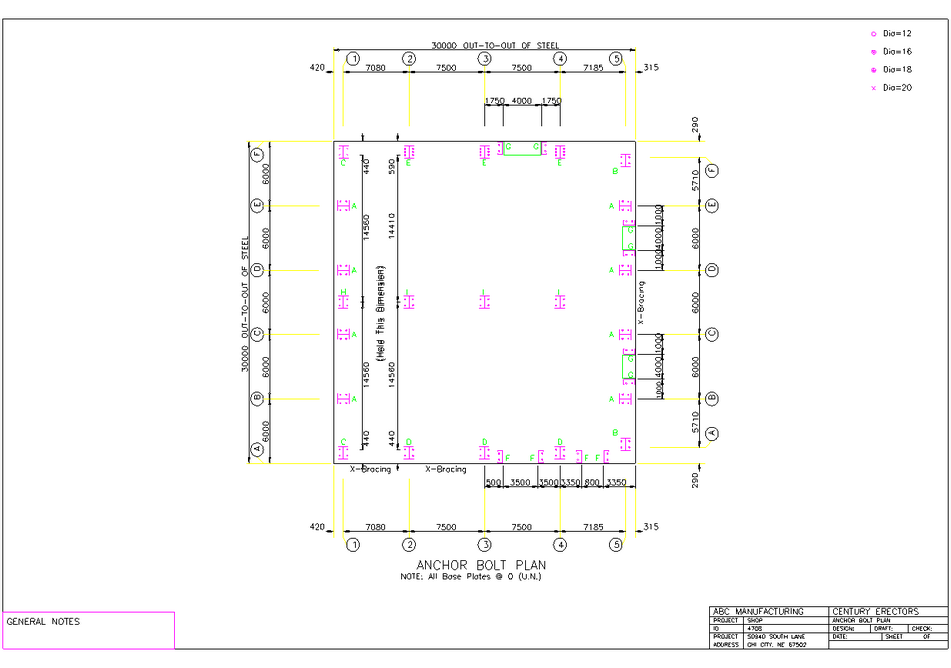 30000 OUT-TO-OUT OF STEEL
1 2 3 4 5
420 7080 7500 7500 7185 315
1750 4000 1750
Dia=12
Dia=16
Dia=18
Dia=20
290
F 6000 440 590 C E E C C E B 5710 F
E A A E
6000 14560 14410 G G 1000 4000 1000 6000
D A A D
30000 OUT-TO-OUT OF STEEL
6000 H I I I X-Bracing 6000
(Hold This Dimension)
C A A C
6000 14560 G G 1000 4000 1000 6000
B A A B
6000 440 440 C D D D B 5710 A
A F F F F
X-Bracing X-Bracing
500 3500 3500 3350 800 3350
290
420 7080 7500 7500 7185 315
1 2 3 4 5
ANCHOR BOLT PLAN
NOTE: All Base Plates @ 0 (U.N.)
GENERAL NOTES
ABC MANUFACTURING
PROJECT SHOP
ID 4705
PROJECT 50840 SOUTH LANE
ADDRESS CHI CITY, NE 67502
CENTURY ERECTORS
ANCHOR BOLT PLAN
DESIGN: DRAFT: CHECK:
DATE: SHEET OF